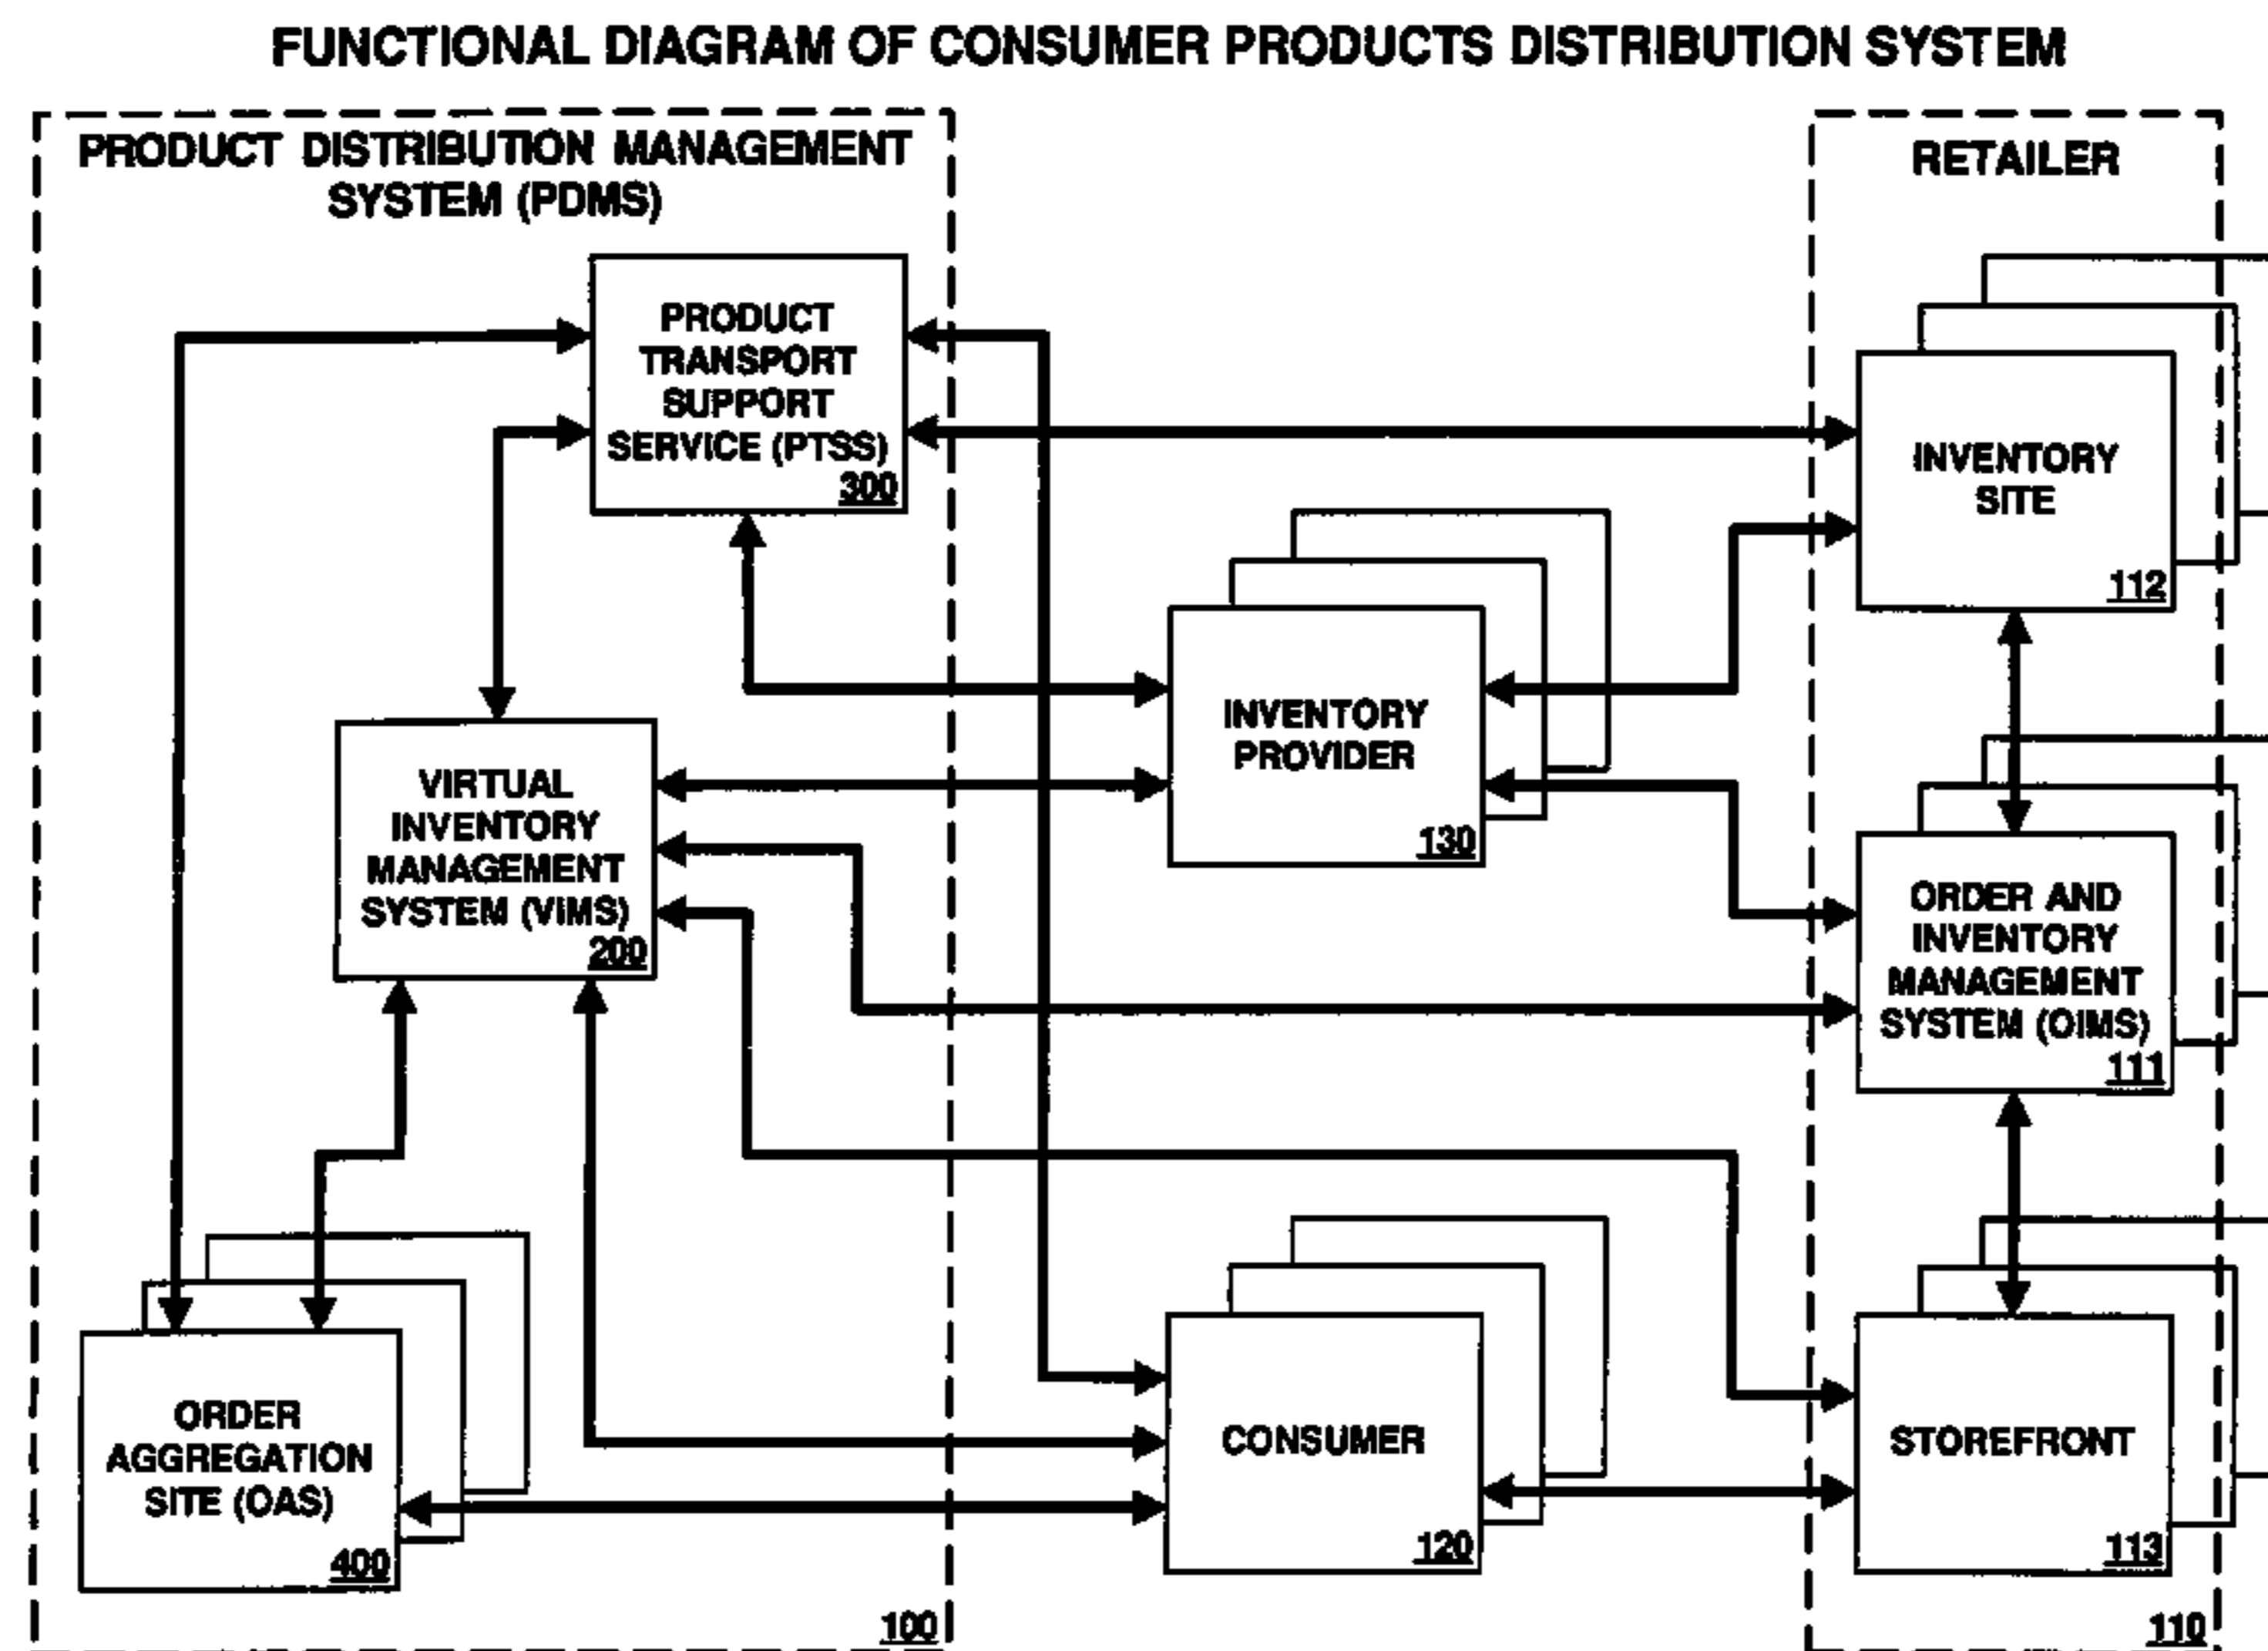 FUNCTIONAL DIAGRAM OF CONSUMER PRODUCTS DISTRIBUTION SYSTEM
PRODUCT DISTRIBUTION MANAGEMENT
SYSTEM (PDMS)
RETAILER
PRODUCT
TRANSPORT
SUPPORT
SERVICE (PTSS)
300
INVENTORY
SITE
112
INVENTORY
PROVIDER
130
VIRTUAL
INVENTORY
MANAGEMENT
SYSTEM (VIMS)
200
ORDER AND
INVENTORY
MANAGEMENT
SYSTEM (OIMS)
111
ORDER
AGGREGATION
SITE (OAS)
400
CONSUMER
120
STOREFRONT
113
100
110